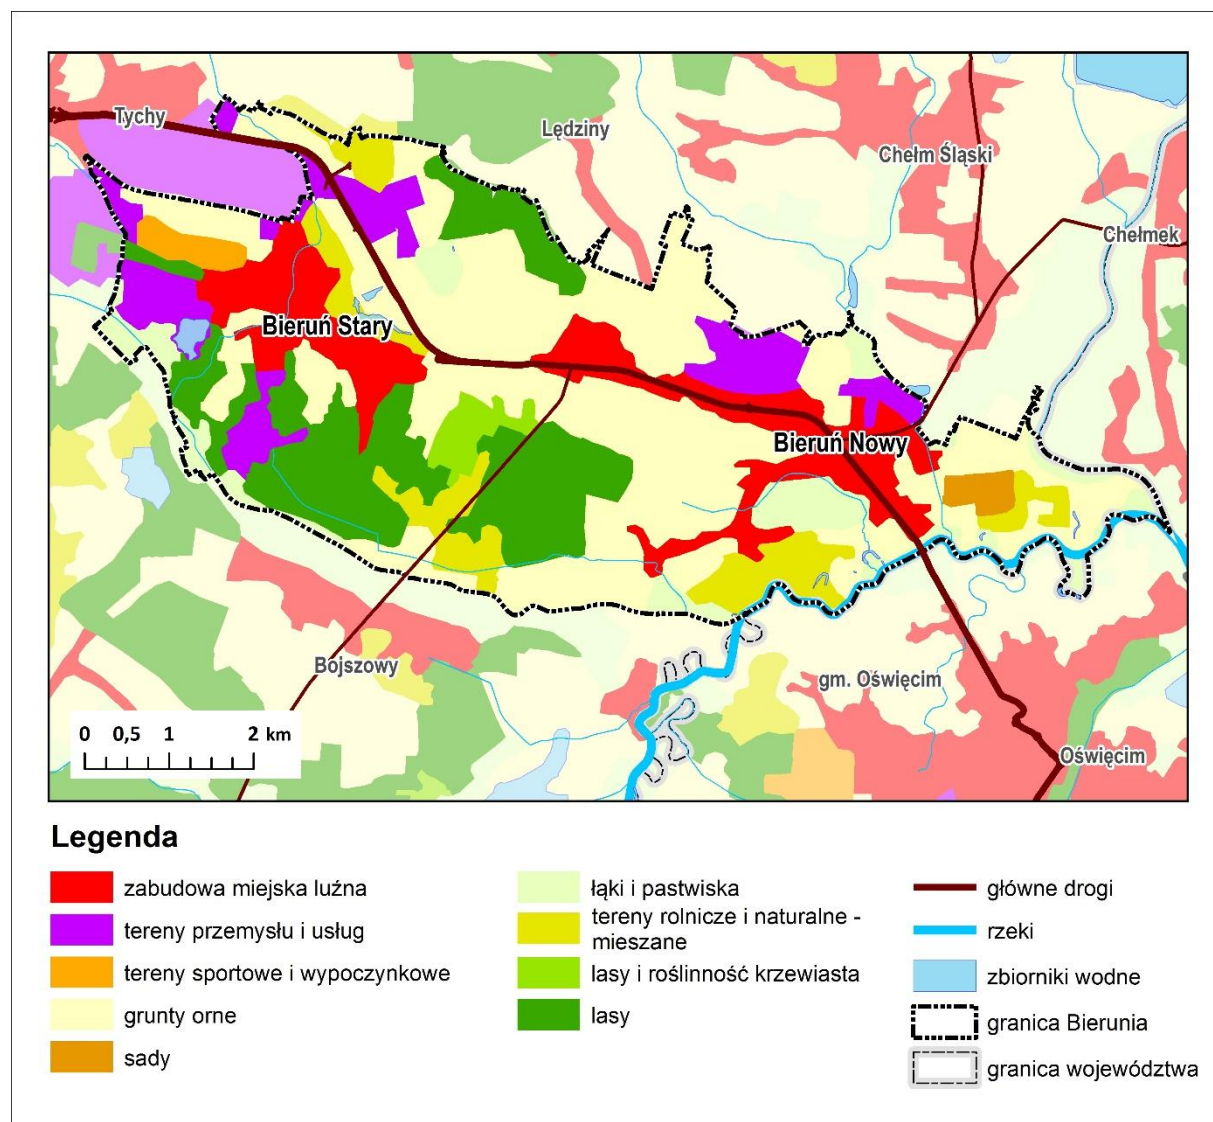 Tychy
Lędziny
Chełm Śląski
Chełmek
Bieruń Stary
Bieruń Nowy
Bojszowy
gm. Oświęcim
Oświęcim
0 0,5 1 2 km
Legenda
zabudowa miejska luźna
tereny przemysłu i usług
tereny sportowe i wypoczynkowe
grunty orne
sady
łąki i pastwiska
tereny rolnicze i naturalne -
mieszane
lasy i roślinność krzewiasta
lasy
główne drogi
rzeki
zbiorniki wodne
granica Bierunia
granica województwa